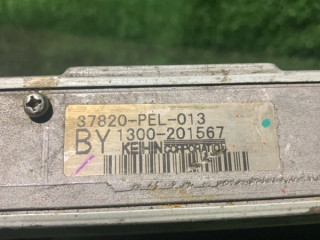 37820-PEL-013
BY 1300-201567
KEIHIN CORPORATION